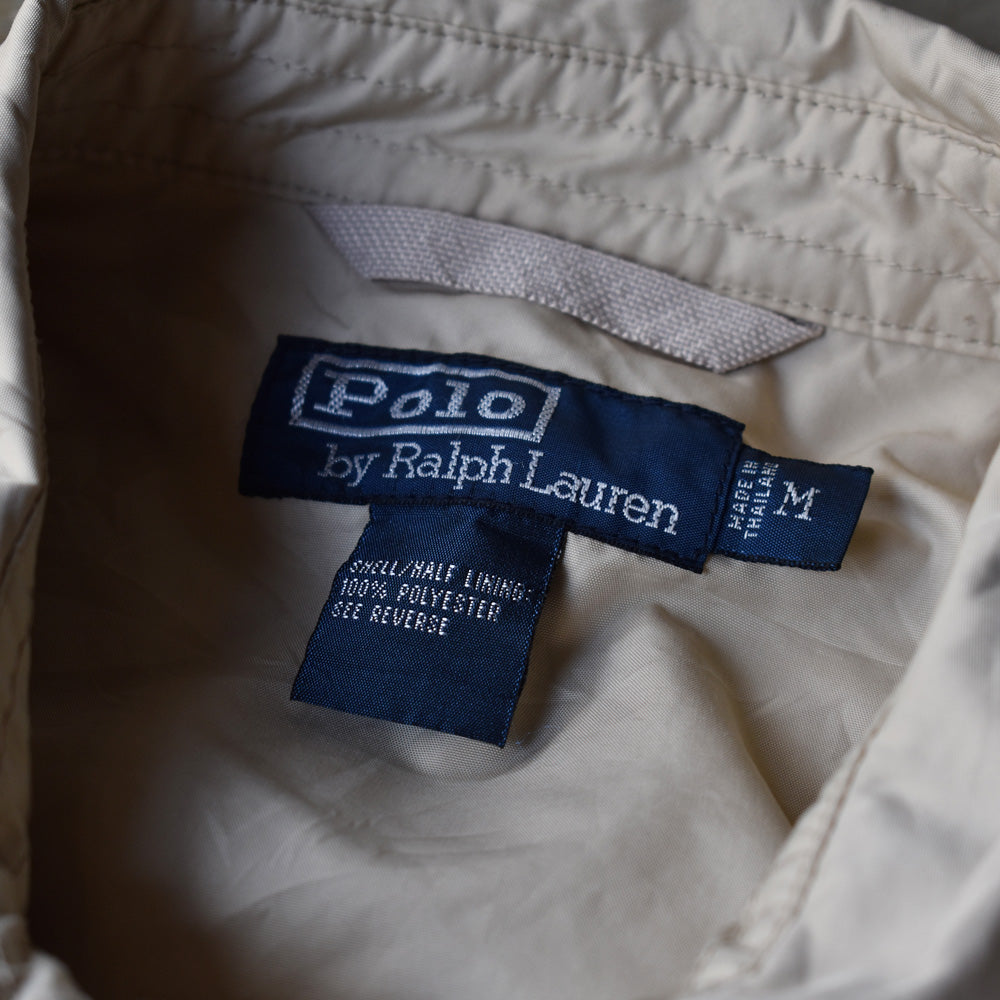 Polo
by Ralph Lauren
MADE IN
THAILAND
M
SHELL/HALF LINING:
100% POLYESTER
SEE REVERSE